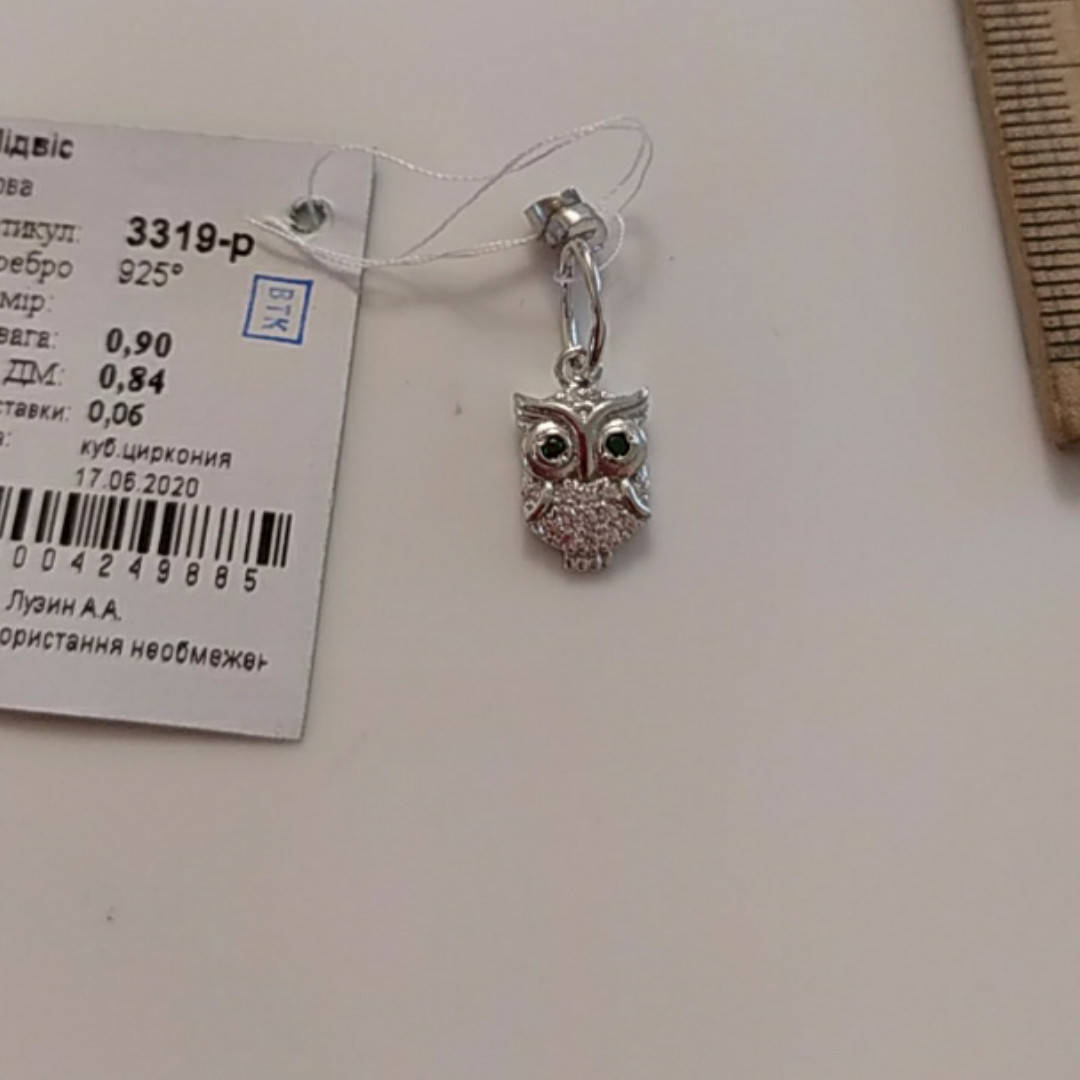 підвіс
ова
тикул: 3319-р
ребро 925°
мір:
вага: 0,90
ДМ: 0,84
ставки: 0,06
а: куб.циркония
17.06.2020
004249885
Лузин А.А.
ористання необмежен
ВТК